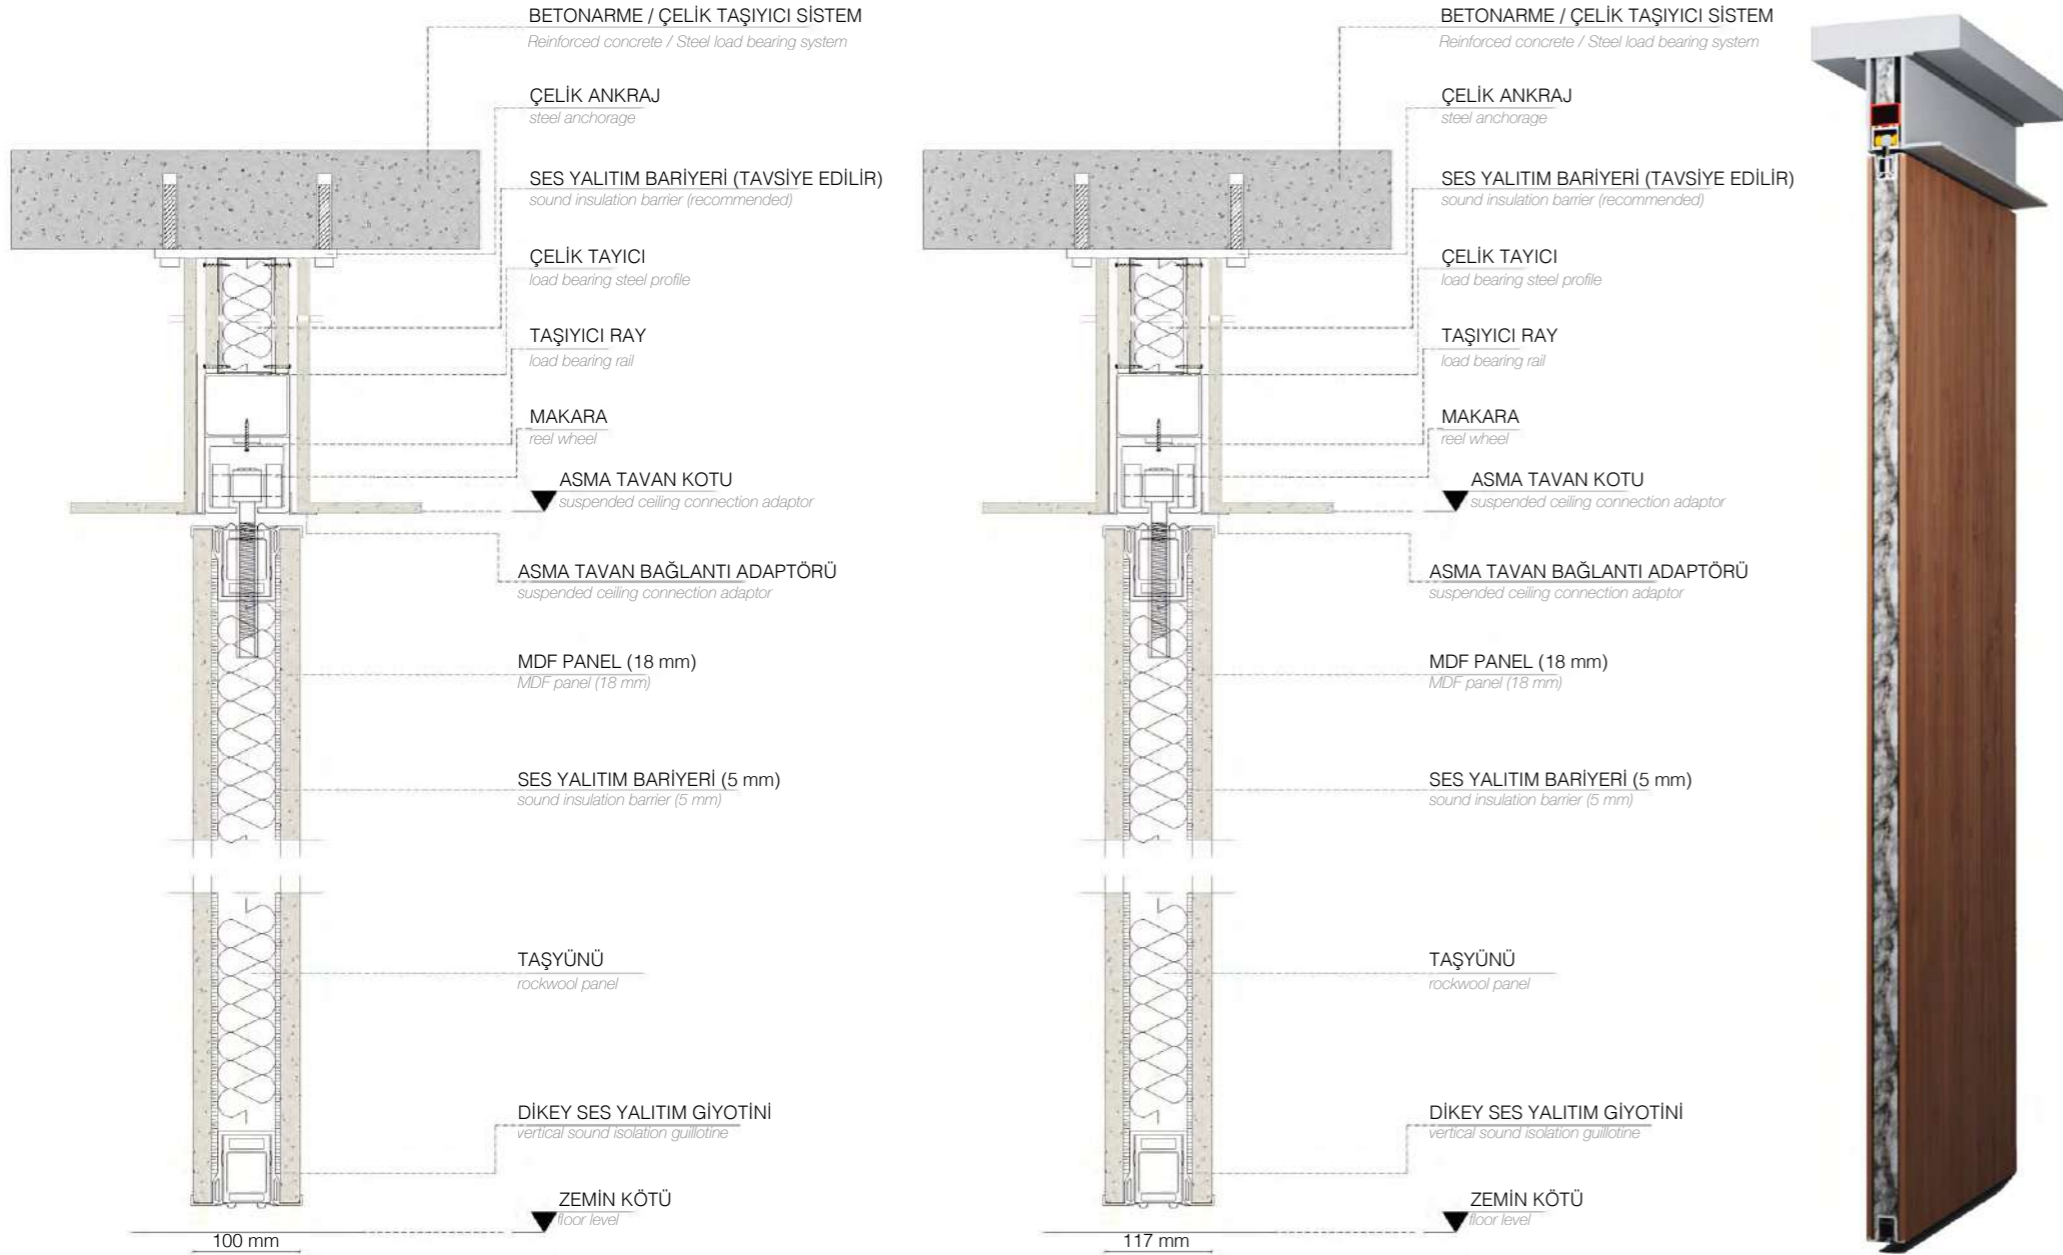 BETONARME / ÇELİK TAŞIYICI SİSTEM
Reinforced concrete / Steel load bearing system
ÇELİK ANKRAJ
steel anchorage
SES YALITIM BARİYERİ (TAVSİYE EDİLİR)
sound insulation barrier (recommended)
ÇELİK TAYICI
load bearing steel profile
TAŞIYICI RAY
load bearing rail
MAKARA
reel wheel
ASMA TAVAN KOTU
suspended ceiling connection adaptor
ASMA TAVAN BAĞLANTI ADAPTÖRÜ
suspended ceiling connection adaptor
MDF PANEL (18 mm)
MDF panel (18 mm)
SES YALITIM BARİYERİ (5 mm)
sound insulation barrier (5 mm)
TAŞYÜNÜ
rockwool panel
DİKEY SES YALITIM GİYOTİNİ
vertical sound isolation guillotine
ZEMİN KÖTÜ
floor level
100 mm
BETONARME / ÇELİK TAŞIYICI SİSTEM
Reinforced concrete / Steel load bearing system
ÇELİK ANKRAJ
steel anchorage
SES YALITIM BARİYERİ (TAVSİYE EDİLİR)
sound insulation barrier (recommended)
ÇELİK TAYICI
load bearing steel profile
TAŞIYICI RAY
load bearing rail
MAKARA
reel wheel
ASMA TAVAN KOTU
suspended ceiling connection adaptor
ASMA TAVAN BAĞLANTI ADAPTÖRÜ
suspended ceiling connection adaptor
MDF PANEL (18 mm)
MDF panel (18 mm)
SES YALITIM BARİYERİ (5 mm)
sound insulation barrier (5 mm)
TAŞYÜNÜ
rockwool panel
DİKEY SES YALITIM GİYOTİNİ
vertical sound isolation guillotine
ZEMİN KÖTÜ
floor level
117 mm